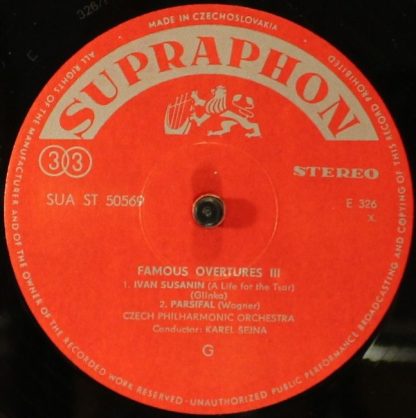 MADE IN CZECHOSLOVAKIA
ALL RIGHTS OF THE MANUFACTURER AND OF THE OWNER OF THE RECORDED WORK RESERVED - UNAUTHORIZED PUBLIC PERFORMANCE BROADCASTING AND COPYING OF THIS RECORD PROHIBITED
SUPRAPHON
33
STEREO
SUA ST 50569
E 326
x.
FAMOUS OVERTURES III
1. IVAN SUSANIN (A Life for the Tsar)
(Glinka)
2. PARSIFAL (Wagner)
CZECH PHILHARMONIC ORCHESTRA
Conductor: KAREL ŠEJNA
G